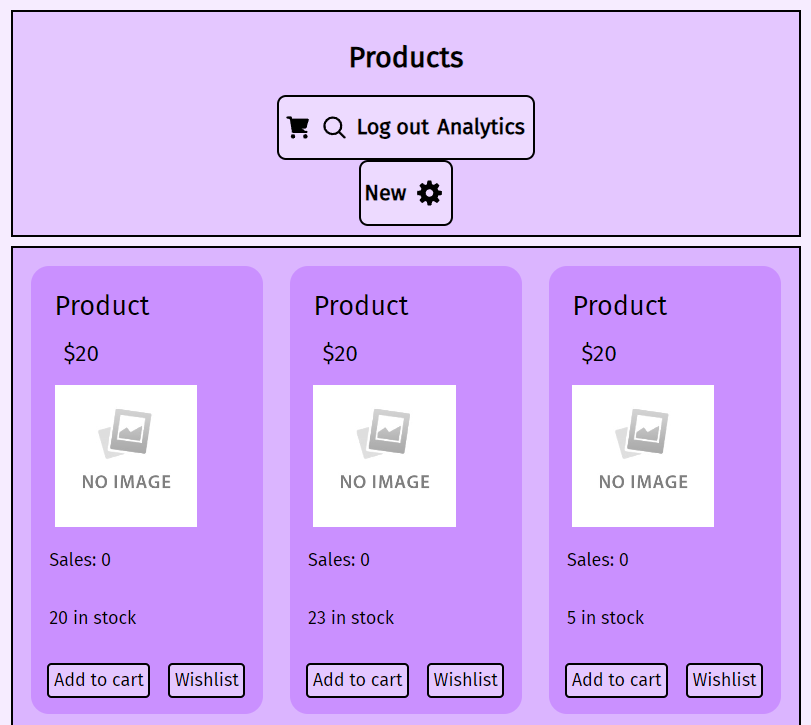 Products
Log out Analytics
New
Product Product Product
$20 $20 $20
NO IMAGE NO IMAGE NO IMAGE
Sales: 0 Sales: 0 Sales: 0
20 in stock 23 in stock 5 in stock
Add to cart Wishlist Add to cart Wishlist Add to cart Wishlist